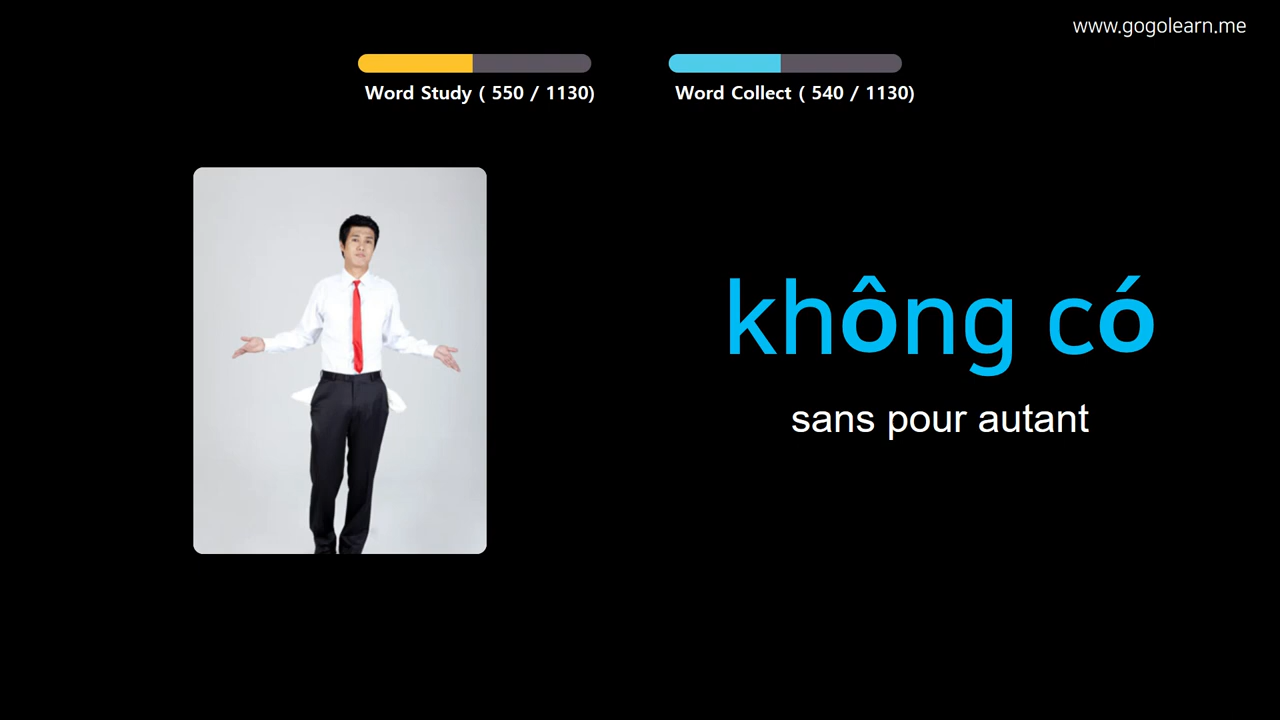 www.gogolearn.me
Word Study ( 550 / 1130)
Word Collect ( 540 / 1130)
không có
sans pour autant